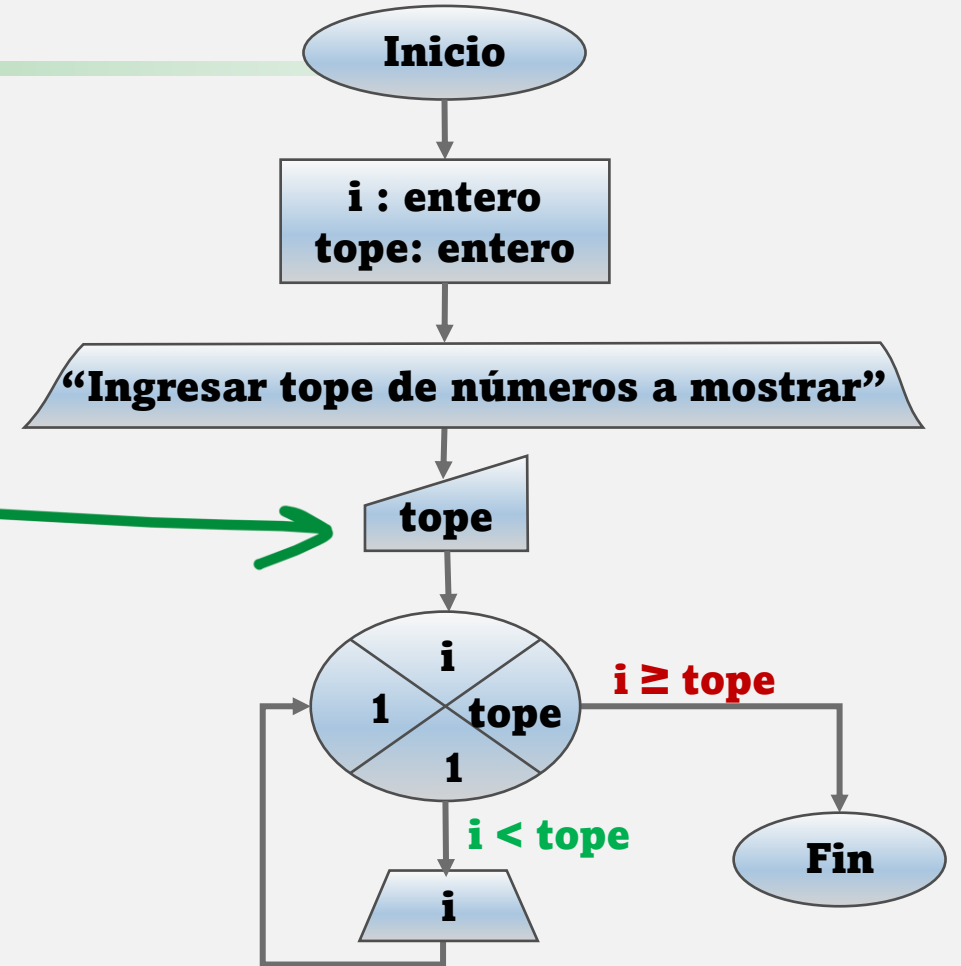 Inicio
i : entero
tope: entero
“Ingresar tope de números a mostrar”
tope
i
1
tope
1
i ≥ tope
i < tope
i
Fin